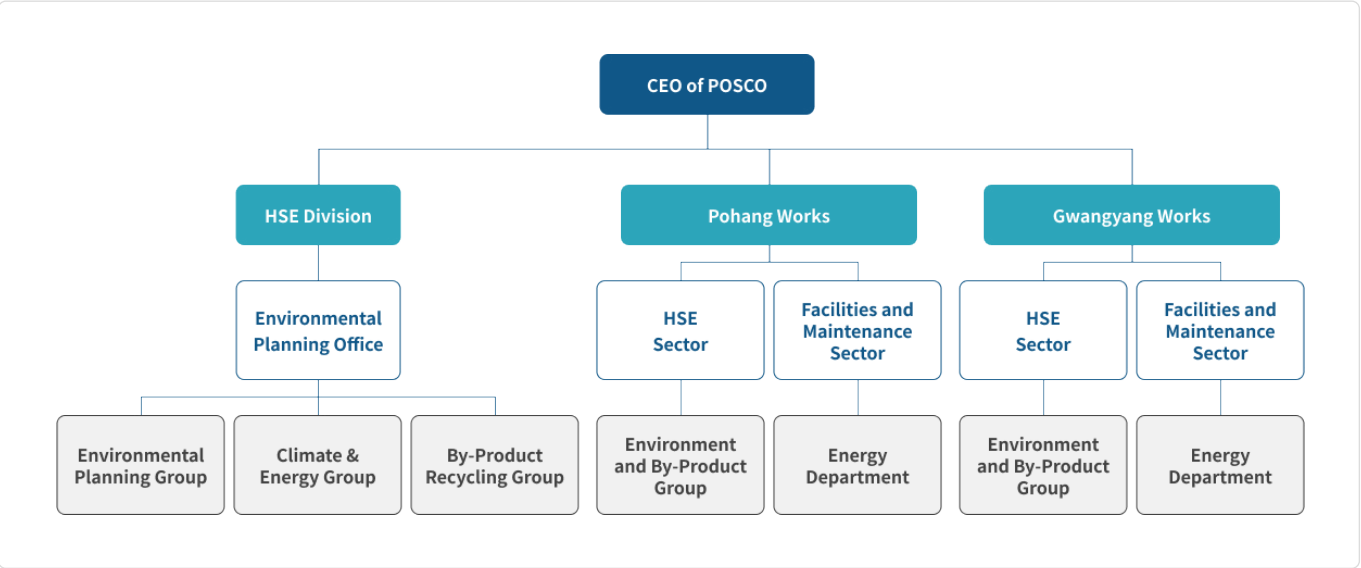 CEO of POSCO
HSE Division
Pohang Works
Gwangyang Works
Environmental
Planning Office
HSE
Sector
Facilities and
Maintenance
Sector
HSE
Sector
Facilities and
Maintenance
Sector
Environmental
Planning Group
Climate &
Energy Group
By-Product
Recycling Group
Environment
and By-Product
Group
Energy
Department
Environment
and By-Product
Group
Energy
Department